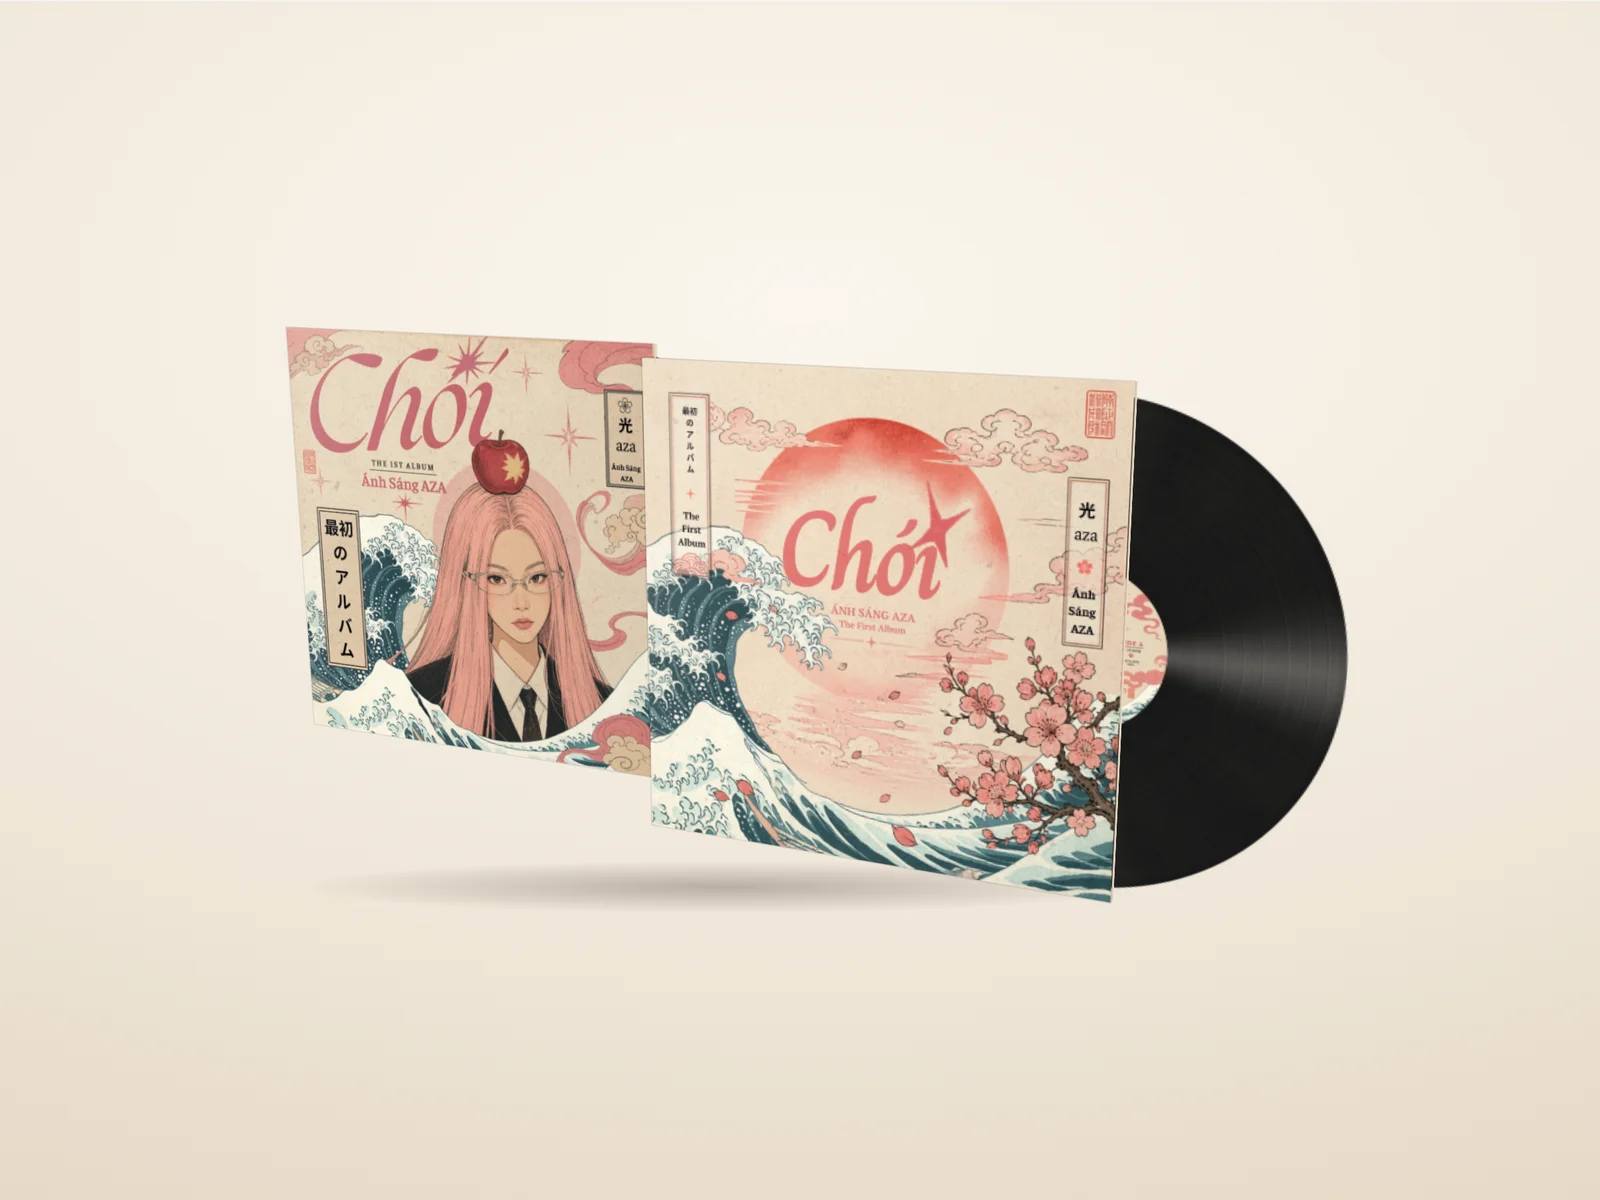 Chói
THE 1ST ALBUM
Ánh Sáng AZA
最初のアルバム
光
aza
Ánh Sáng
AZA
最初のアルバム
The
First
Album
Chói
ÁNH SÁNG AZA
The First Album
光
aza
Ánh
Sáng
AZA